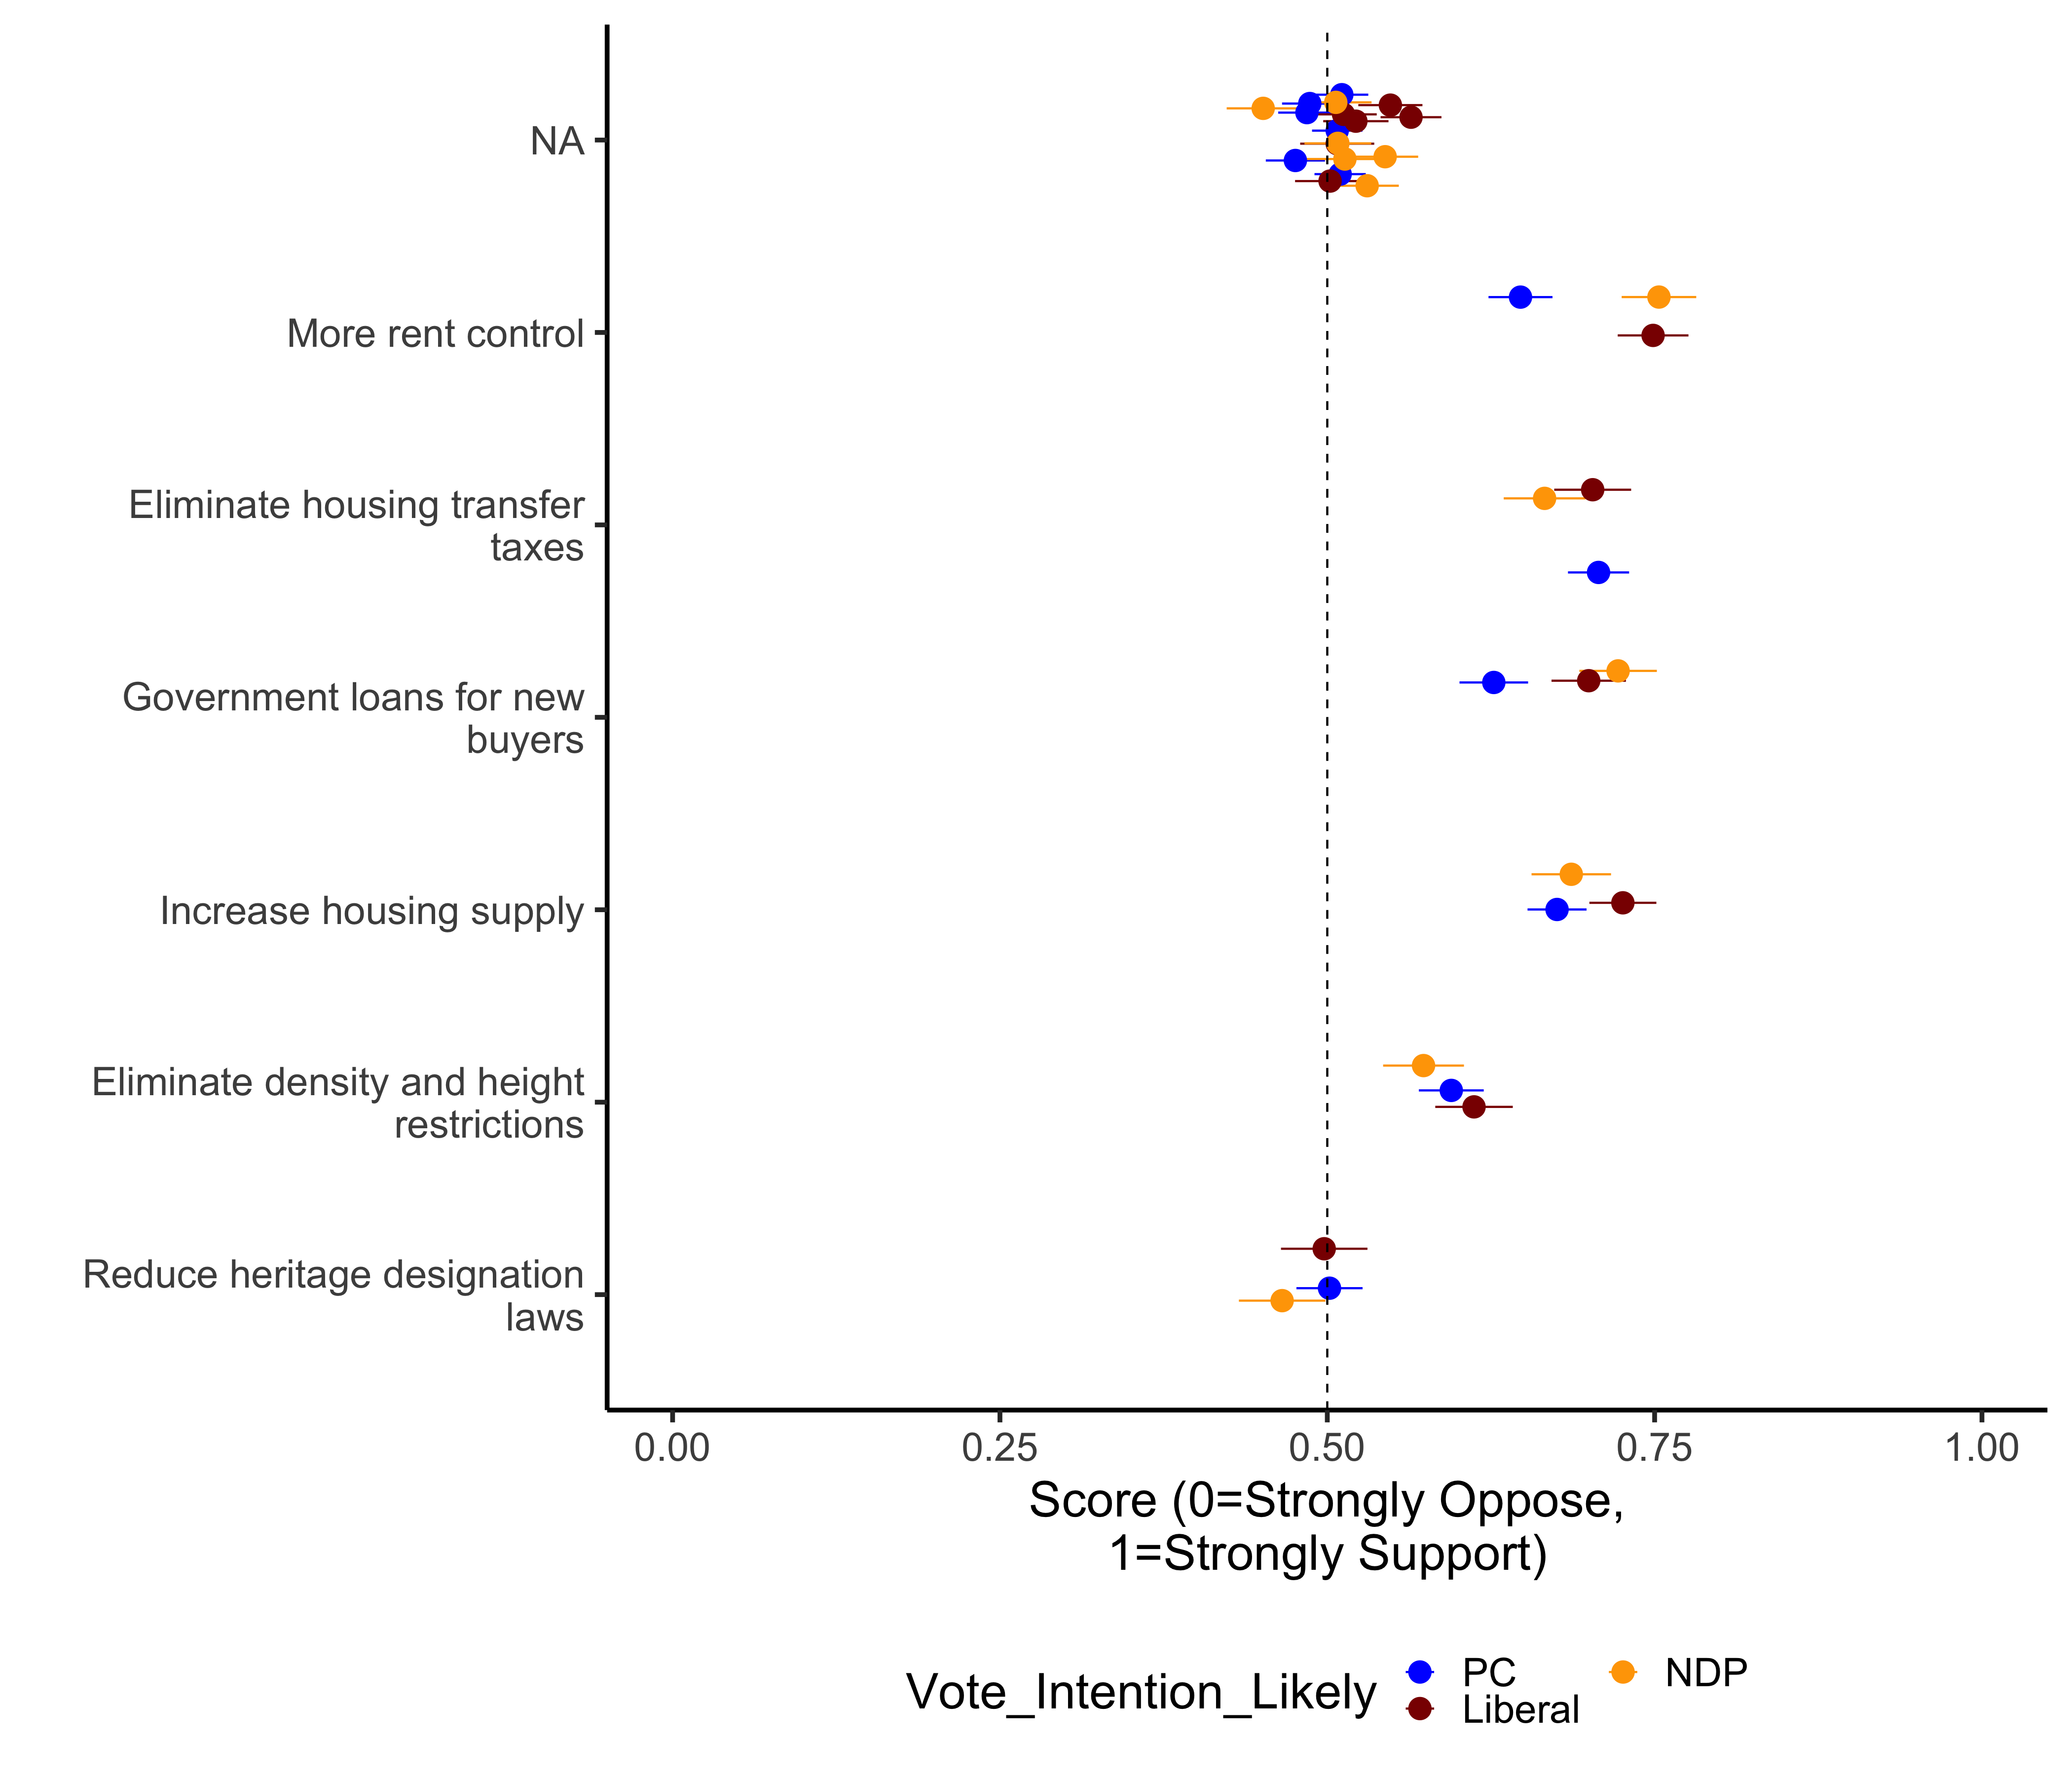 NA
More rent control
Eliminate housing transfer
taxes
Government loans for new
buyers
Increase housing supply
Eliminate density and height
restrictions
Reduce heritage designation
laws
0.00 0.25 0.50 0.75 1.00
Score (0=Strongly Oppose,
1=Strongly Support)
Vote_Intention_Likely
PC NDP
Liberal